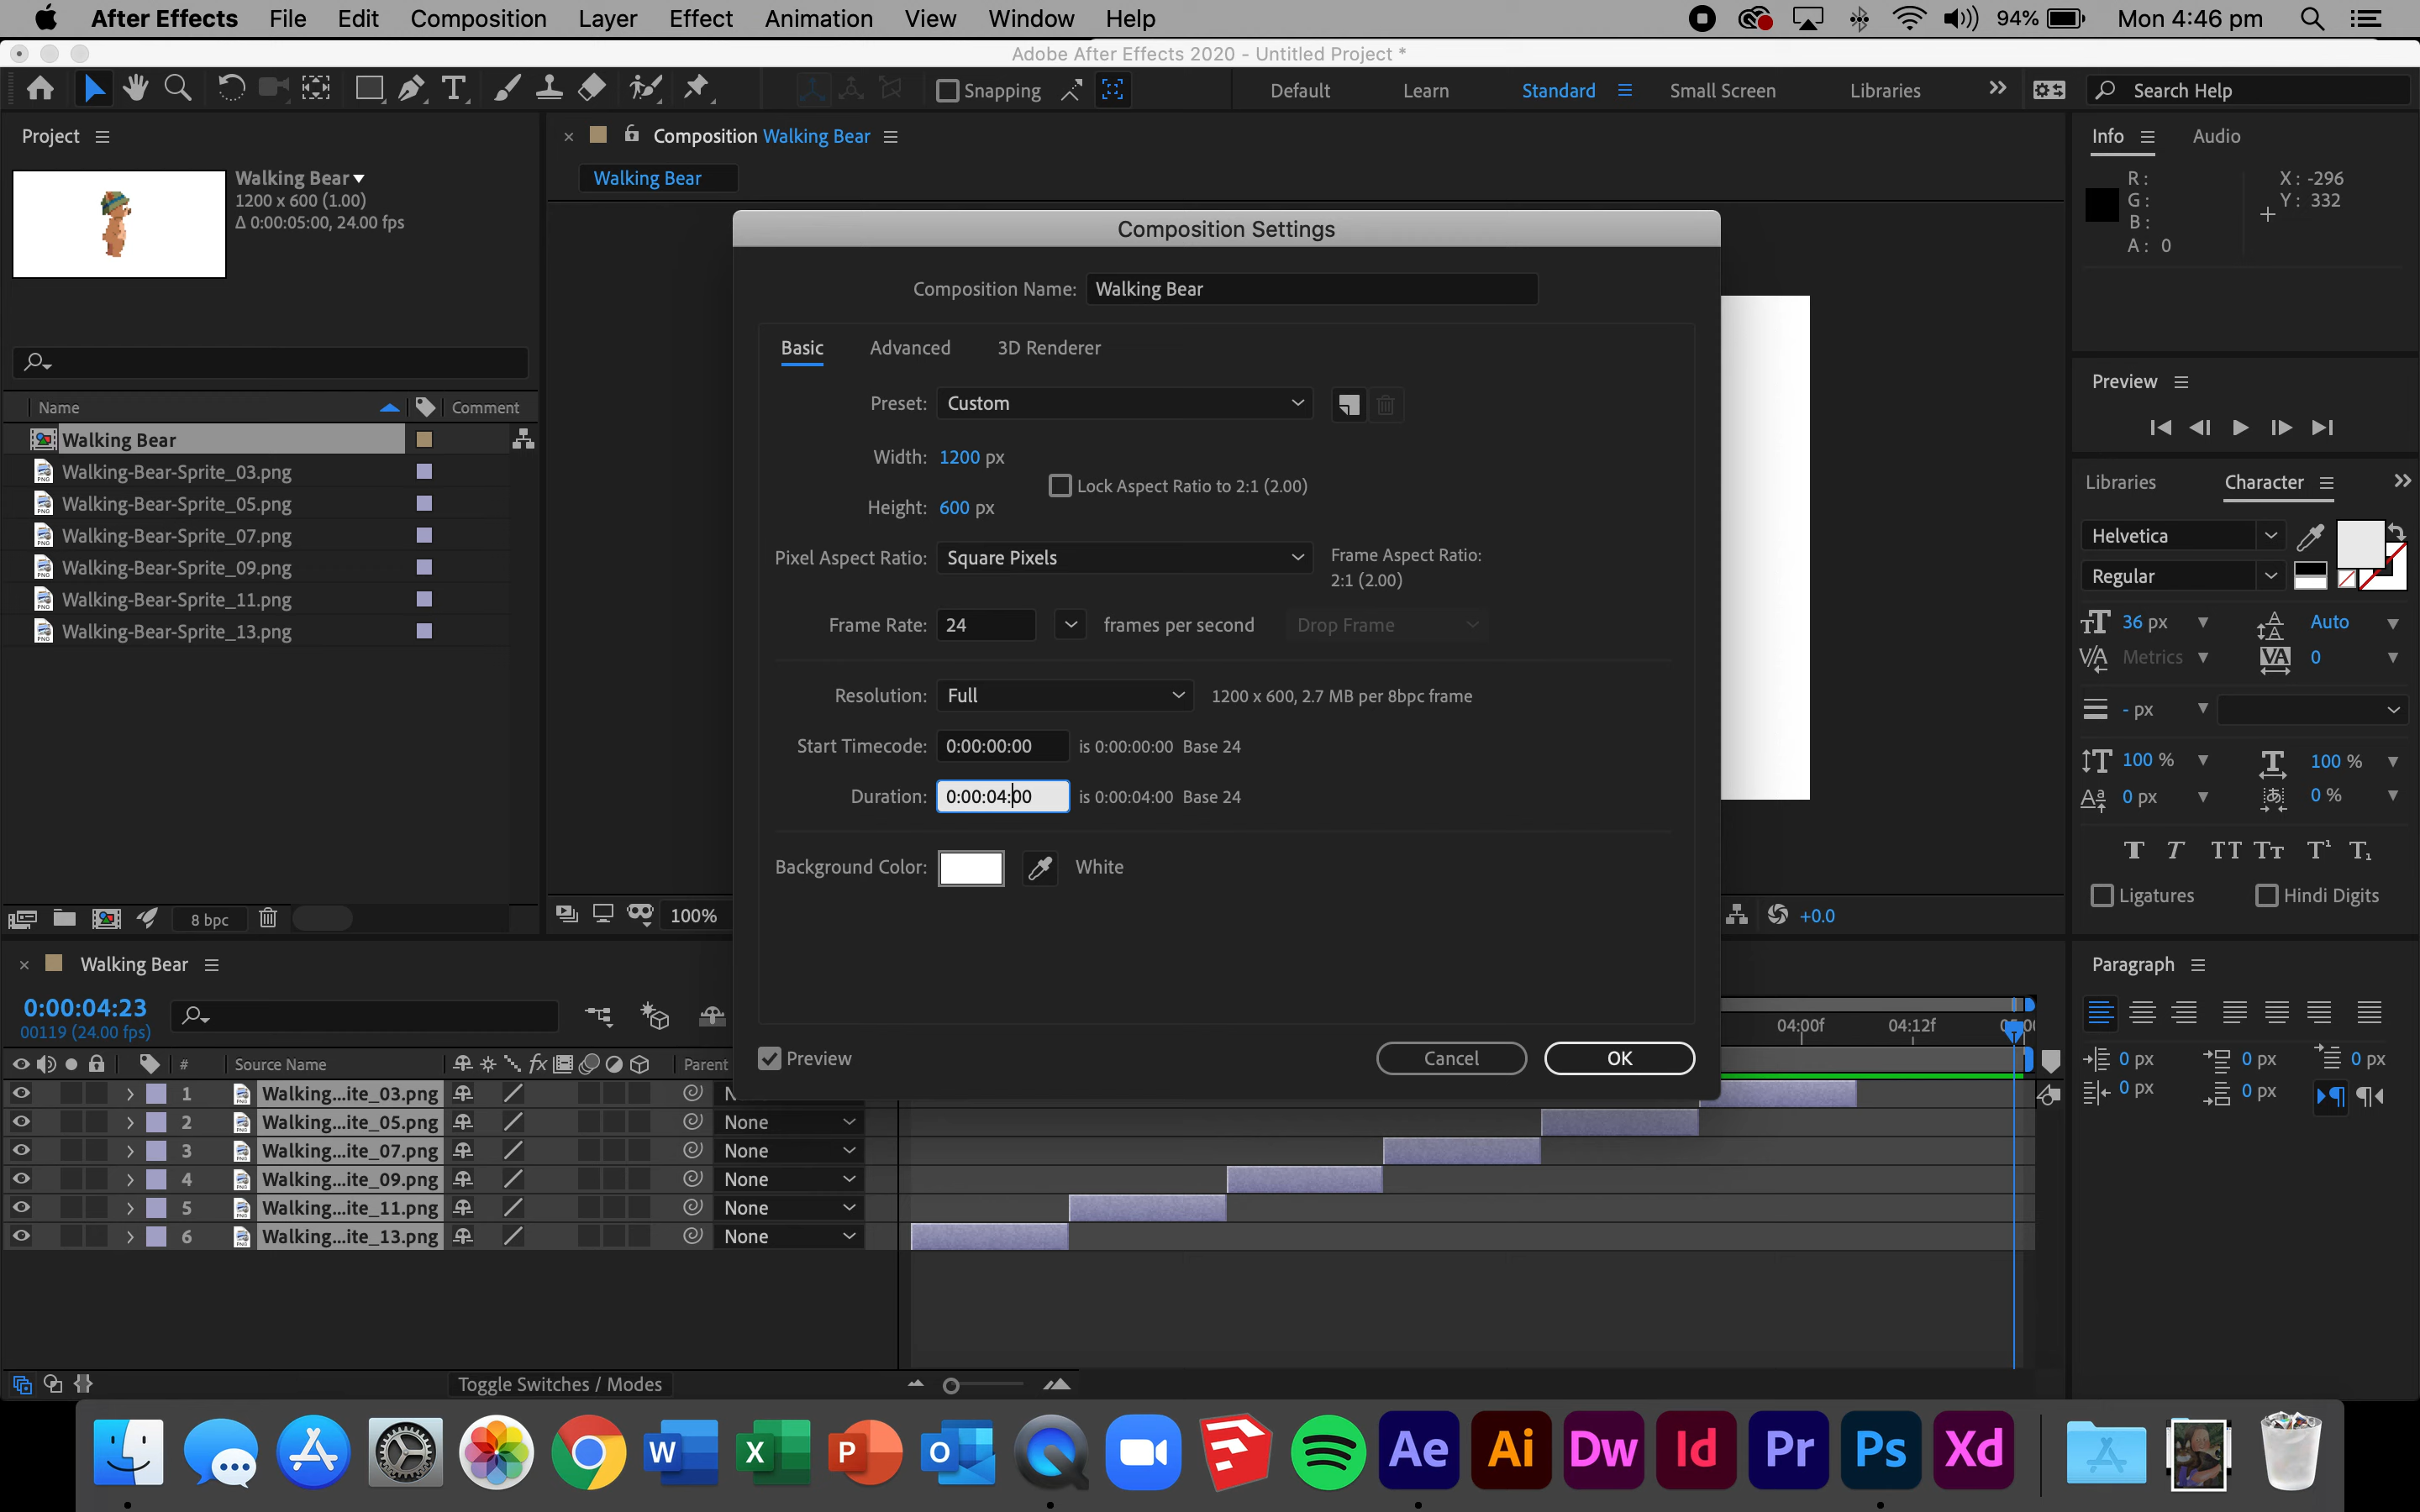 After Effects File Edit Composition Layer Effect Animation View Window Help 94% Mon 4:46 pm
Adobe After Effects 2020 - Untitled Project *
Snapping Default Learn Standard Small Screen Libraries Search Help
Project
Walking Bear
1200 x 600 (1.00)
Δ 0:00:05:00, 24.00 fps
Name Comment
Walking Bear
Walking-Bear-Sprite_03.png
Walking-Bear-Sprite_05.png
Walking-Bear-Sprite_07.png
Walking-Bear-Sprite_09.png
Walking-Bear-Sprite_11.png
Walking-Bear-Sprite_13.png
8 bpc
Composition Walking Bear
Walking Bear
100%
+0.0
Composition Settings
Composition Name: Walking Bear
Basic Advanced 3D Renderer
Preset: Custom
Width: 1200 px
Lock Aspect Ratio to 2:1 (2.00)
Height: 600 px
Pixel Aspect Ratio: Square Pixels
Frame Aspect Ratio:
2:1 (2.00)
Frame Rate: 24 frames per second Drop Frame
Resolution: Full 1200 x 600, 2.7 MB per 8bpc frame
Start Timecode: 0:00:00:00 is 0:00:00:00 Base 24
Duration: 0:00:04:00 is 0:00:04:00 Base 24
Background Color: White
Preview Cancel OK
Info Audio
R: X: -296
G: Y: 332
B:
A: 0
Preview
Libraries Character
Helvetica
Regular
36 px Auto
Metrics 0
- px
100 % 100 %
0 px 0 %
T T TT Tt T¹ T₁
Ligatures Hindi Digits
Paragraph
0 px 0 px 0 px
0 px 0 px
Walking Bear
0:00:04:23
00119 (24.00 fps)
04:00f 04:12f
# Source Name fx Parent
1 Walking...ite_03.png
2 Walking...ite_05.png None
3 Walking...ite_07.png None
4 Walking...ite_09.png None
5 Walking...ite_11.png None
6 Walking...ite_13.png None
Toggle Switches / Modes
W X P O Ae Ai Dw Id Pr Ps Xd